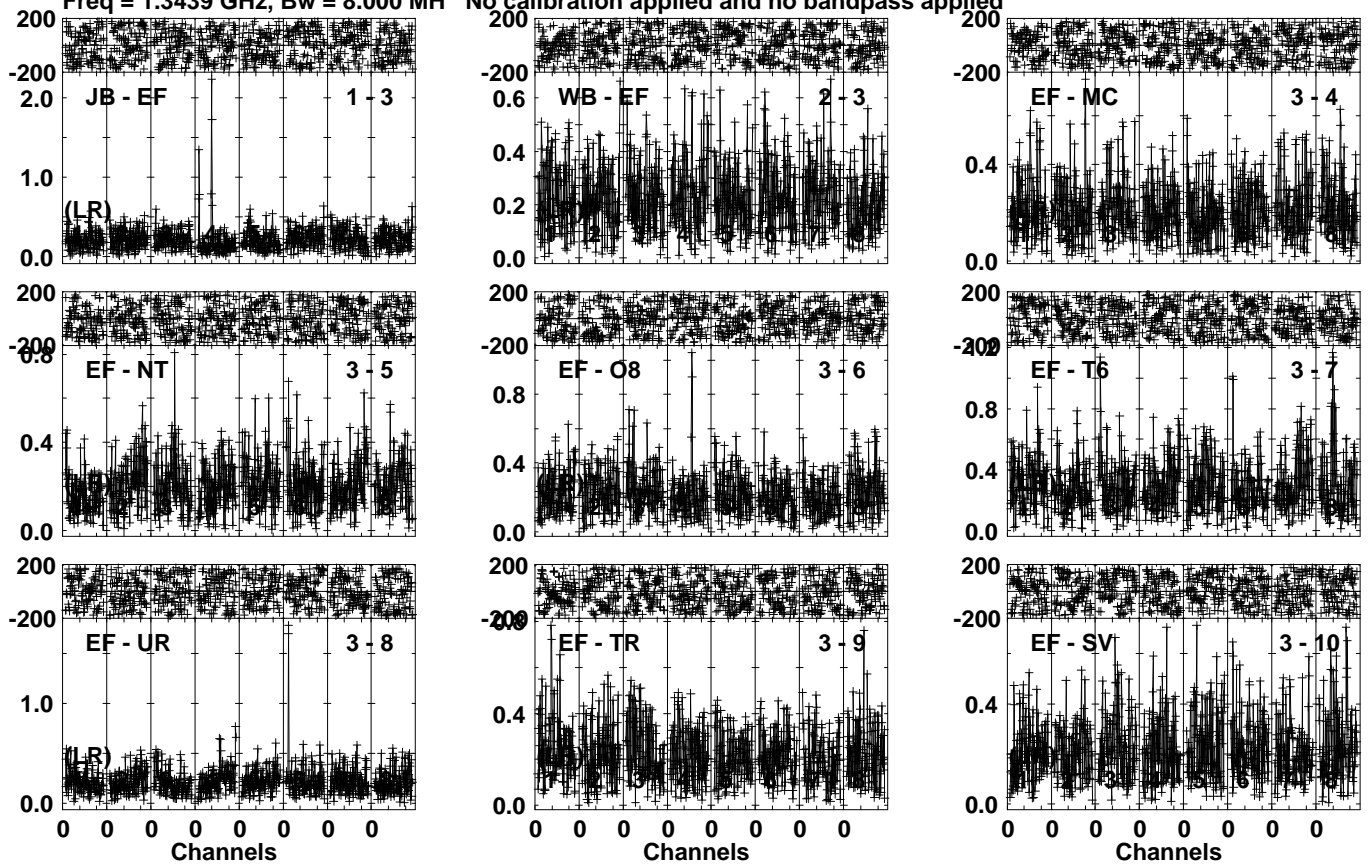 Freq = 1.3439 GHz, Bw = 8.000 MH No calibration applied and no bandpass applied
200 200 200
-200 -200 -200
JB - EF 1 - 3 WB - EF 2 - 3 EF - MC 3 - 4
2.0 0.6
0.4 0.4
1.0
(LR) 0.2
0.0 0.0 0.0
200 200 200
-200 -200 -200
0.8 1.2
EF - NT 3 - 5 EF - O8 3 - 6 EF - T6 3 - 7
0.8 0.8
0.4 0.4 0.4
0.0 0.0 0.0
200 200 200
-200 -200 -200
0.8
EF - UR 3 - 8 EF - TR 3 - 9 EF - SV 3 - 10
1.0 0.4 0.4
(LR)
0.0 0.0 0.0
0 0 0 0 0 0 0 0 0 0 0 0 0 0 0 0 0 0 0 0 0 0 0 0
Channels Channels Channels